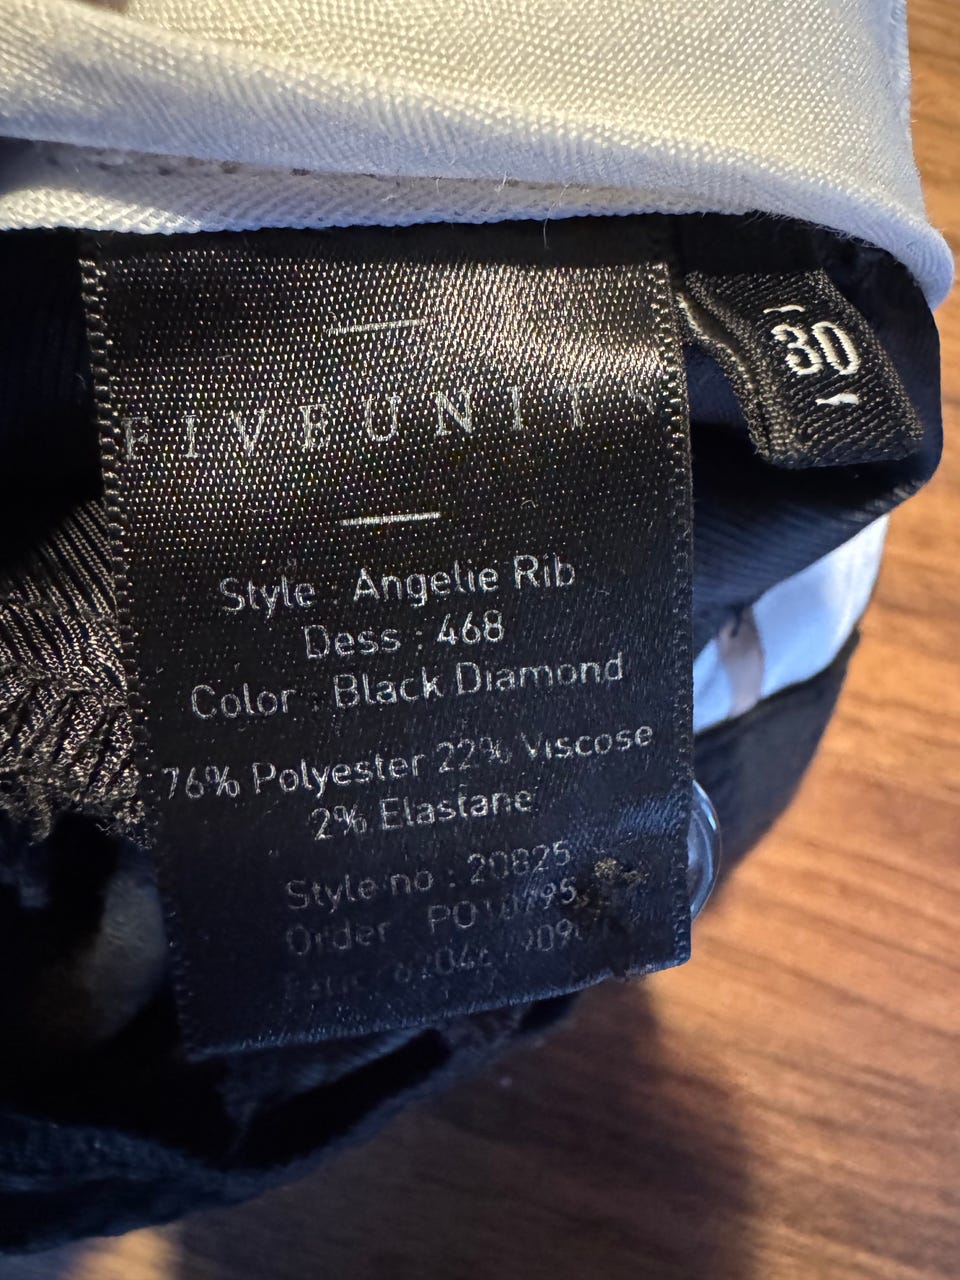 FIVEUNITS
30
Style : Angelie Rib
Dess : 468
Color : Black Diamond
76% Polyester 22% Viscose
2% Elastane
Style no : 20825
Order